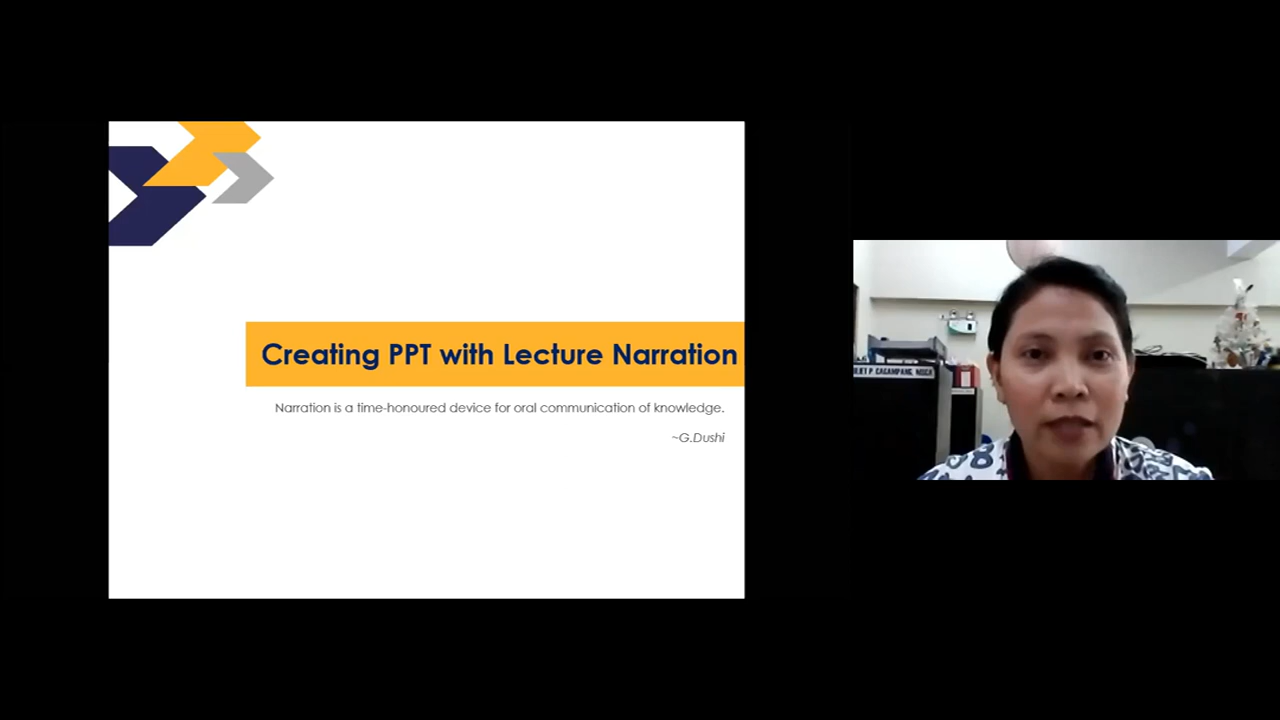 Creating PPT with Lecture Narration
Narration is a time-honoured device for oral communication of knowledge.
~G.Dushi